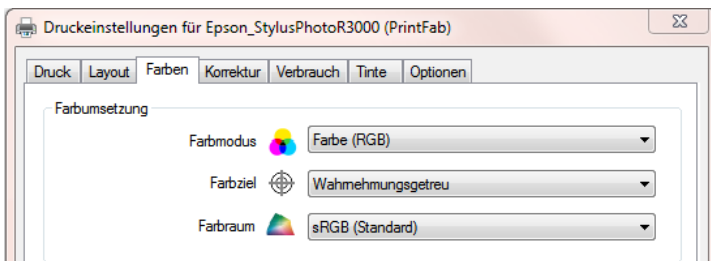 Druckeinstellungen für Epson_StylusPhotoR3000 (PrintFab)
Druck Layout Farben Korrektur Verbrauch Tinte Optionen
Farbumsetzung
Farbmodus Farbe (RGB)
Farbziel Wahrnehmungsgetreu
Farbraum sRGB (Standard)